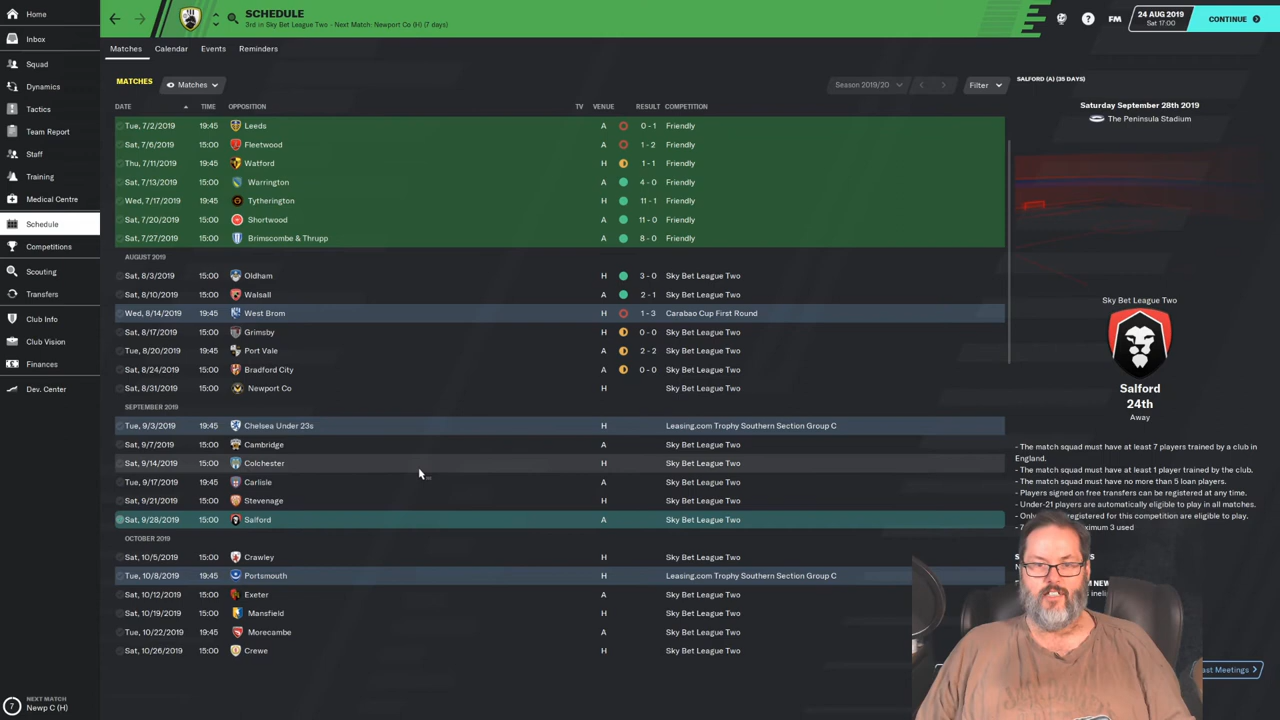 Home
Inbox
Squad
Dynamics
Tactics
Team Report
Staff
Training
Medical Centre
Schedule
Competitions
Scouting
Transfers
Club Info
Club Vision
Finances
Dev. Center
7
NEXT MATCH
Newp C (H)
SCHEDULE
3rd in Sky Bet League Two - Next Match: Newport Co (H) (7 days)
FM
24 AUG 2019
Sat 17:00
CONTINUE
Matches Calendar Events Reminders
MATCHES Matches Season 2019/20 Filter
DATE TIME OPPOSITION TV VENUE RESULT COMPETITION
Tue, 7/2/2019 19:45 Leeds A 0 - 1 Friendly
Sat, 7/6/2019 15:00 Fleetwood A 1 - 2 Friendly
Thu, 7/11/2019 19:45 Watford H 1 - 1 Friendly
Sat, 7/13/2019 15:00 Warrington A 4 - 0 Friendly
Wed, 7/17/2019 19:45 Tytherington H 11 - 1 Friendly
Sat, 7/20/2019 15:00 Shortwood A 11 - 0 Friendly
Sat, 7/27/2019 15:00 Brimscombe & Thrupp A 8 - 0 Friendly
AUGUST 2019
Sat, 8/3/2019 15:00 Oldham H 3 - 0 Sky Bet League Two
Sat, 8/10/2019 15:00 Walsall A 2 - 1 Sky Bet League Two
Wed, 8/14/2019 19:45 West Brom H 1 - 3 Carabao Cup First Round
Sat, 8/17/2019 15:00 Grimsby H 0 - 0 Sky Bet League Two
Tue, 8/20/2019 19:45 Port Vale A 2 - 2 Sky Bet League Two
Sat, 8/24/2019 15:00 Bradford City A 0 - 0 Sky Bet League Two
Sat, 8/31/2019 15:00 Newport Co H Sky Bet League Two
SEPTEMBER 2019
Tue, 9/3/2019 19:45 Chelsea Under 23s H Leasing.com Trophy Southern Section Group C
Sat, 9/7/2019 15:00 Cambridge A Sky Bet League Two
Sat, 9/14/2019 15:00 Colchester H Sky Bet League Two
Tue, 9/17/2019 19:45 Carlisle A Sky Bet League Two
Sat, 9/21/2019 15:00 Stevenage H Sky Bet League Two
Sat, 9/28/2019 15:00 Salford A Sky Bet League Two
OCTOBER 2019
Sat, 10/5/2019 15:00 Crawley H Sky Bet League Two
Tue, 10/8/2019 19:45 Portsmouth H Leasing.com Trophy Southern Section Group C
Sat, 10/12/2019 15:00 Exeter A Sky Bet League Two
Sat, 10/19/2019 15:00 Mansfield H Sky Bet League Two
Tue, 10/22/2019 19:45 Morecambe A Sky Bet League Two
Sat, 10/26/2019 15:00 Crewe H Sky Bet League Two
SALFORD (A) (35 DAYS)
Saturday September 28th 2019
The Peninsula Stadium
Sky Bet League Two
Salford
24th
Away
- The match squad must have at least 7 players trained by a club in
England.
- The match squad must have at least 1 player trained by the club.
- The match squad must have no more than 5 loan players.
- Players signed on free transfers can be registered at any time.
- Under-21 players are automatically eligible to play in all matches.
- Only registered for this competition are eligible to play.
- 7 maximum 3 used
Meetings